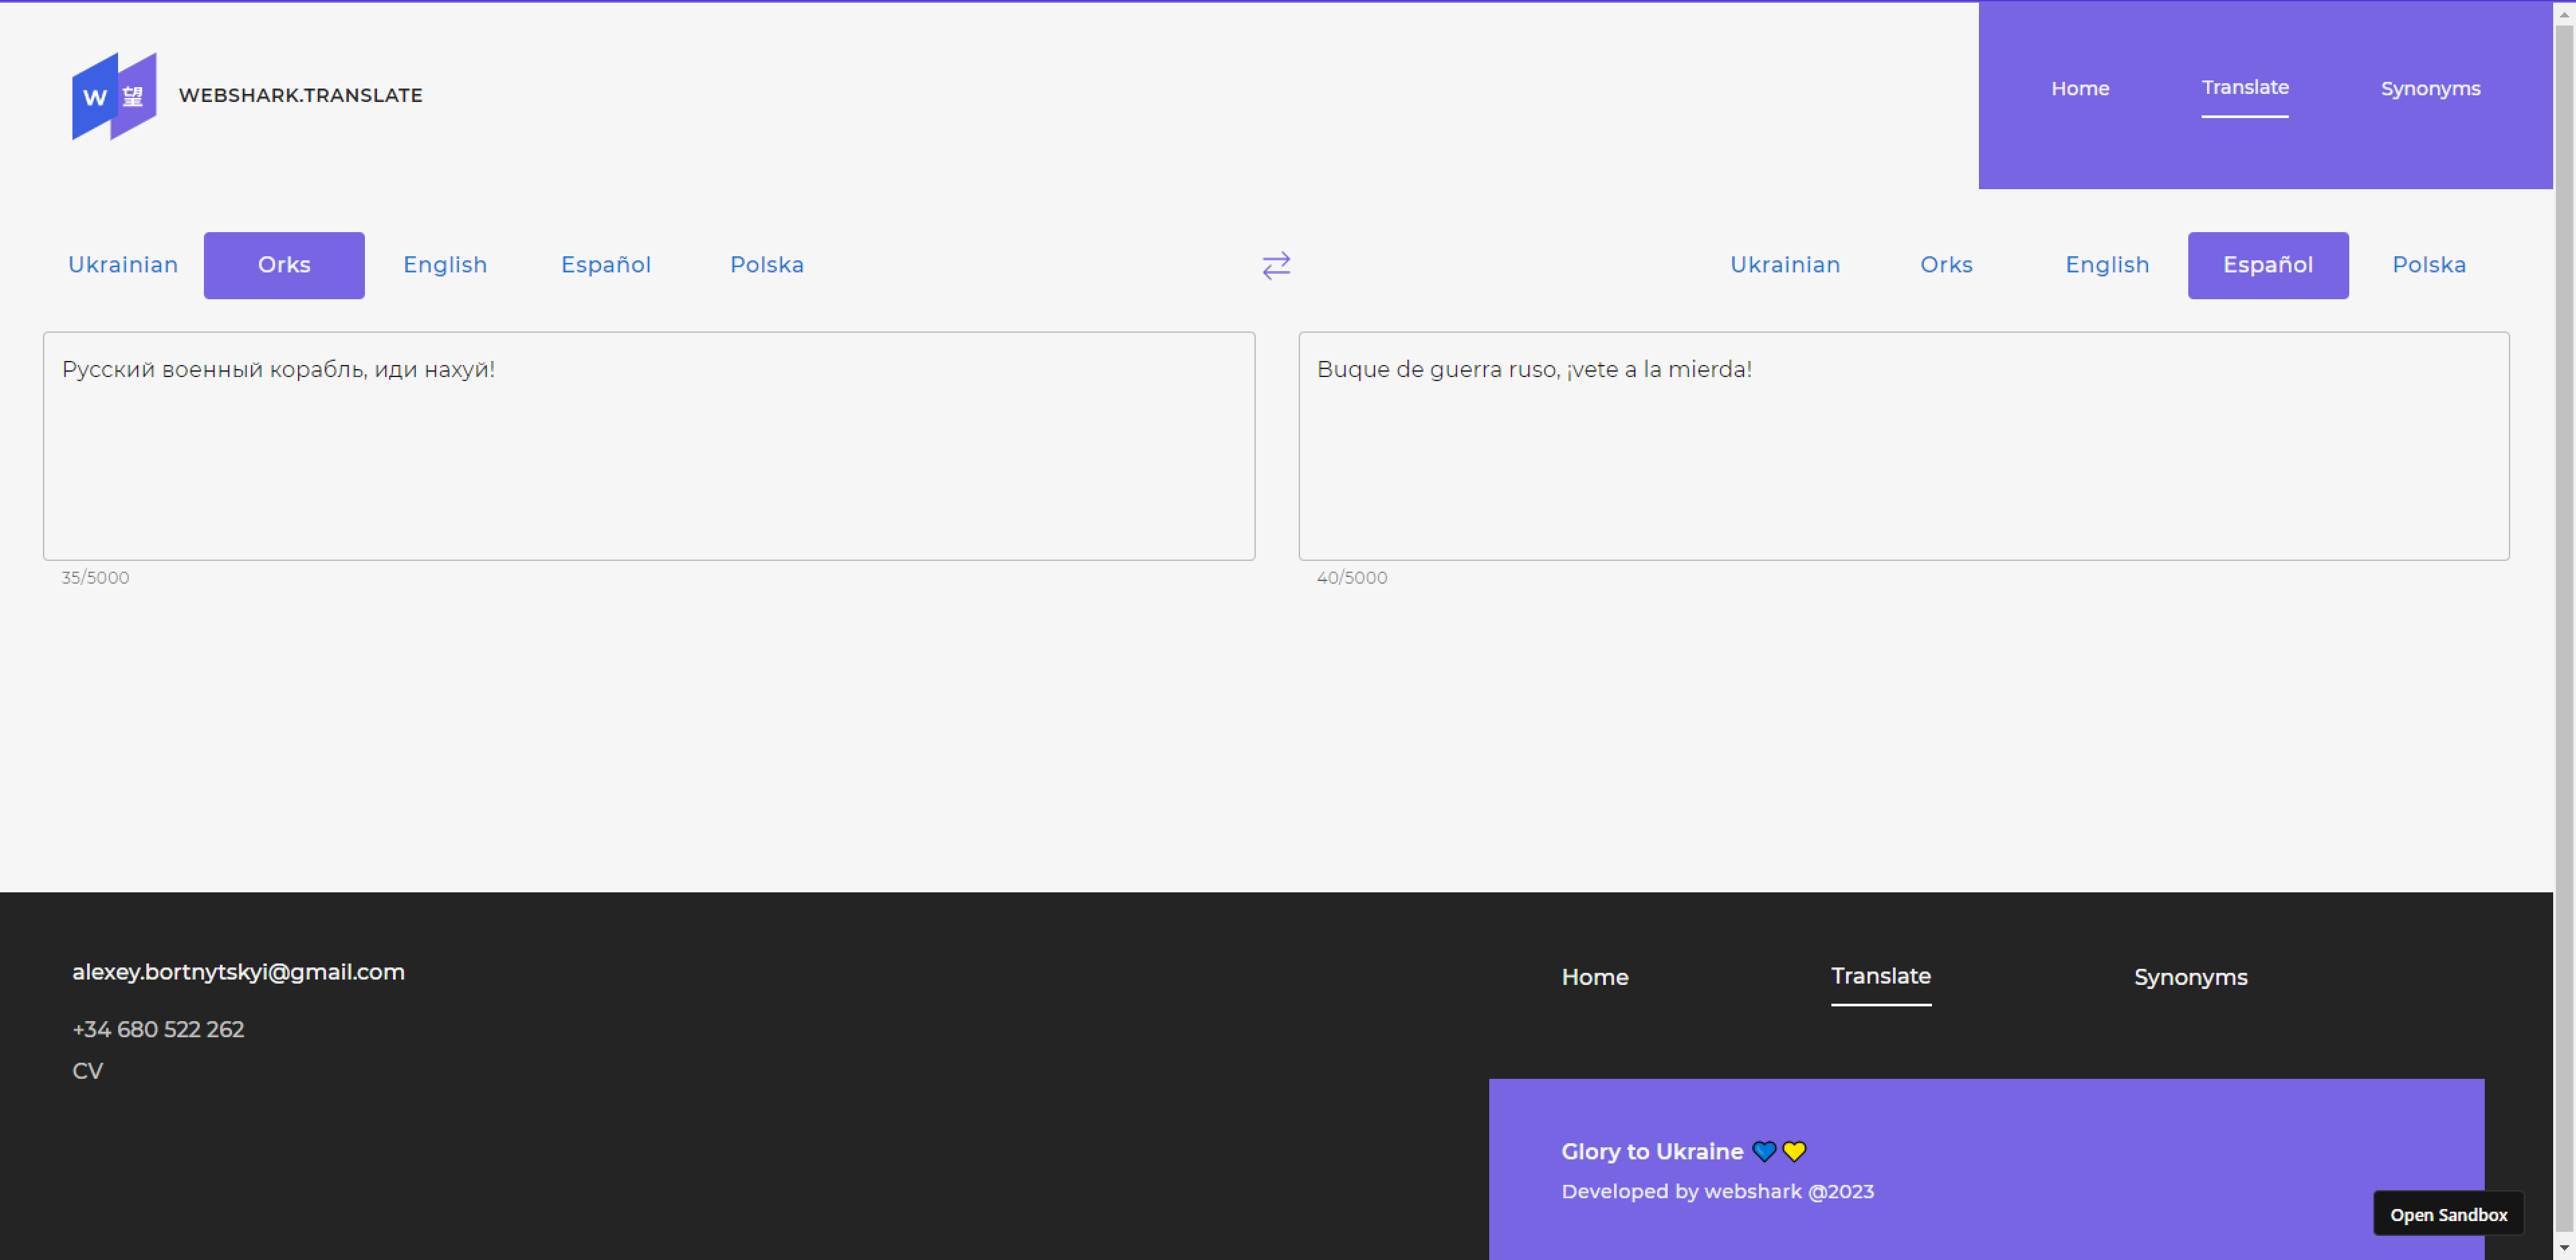 W 望 WEBSHARK.TRANSLATE
Home Translate Synonyms
Ukrainian Orks English Español Polska
Ukrainian Orks English Español Polska
Русский военный корабль, иди нахуй!
35/5000
Buque de guerra ruso, ¡vete a la mierda!
40/5000
alexey.bortnytskyi@gmail.com
+34 680 522 262
CV
Home Translate Synonyms
Glory to Ukraine 💙💛
Developed by webshark @2023
Open Sandbox